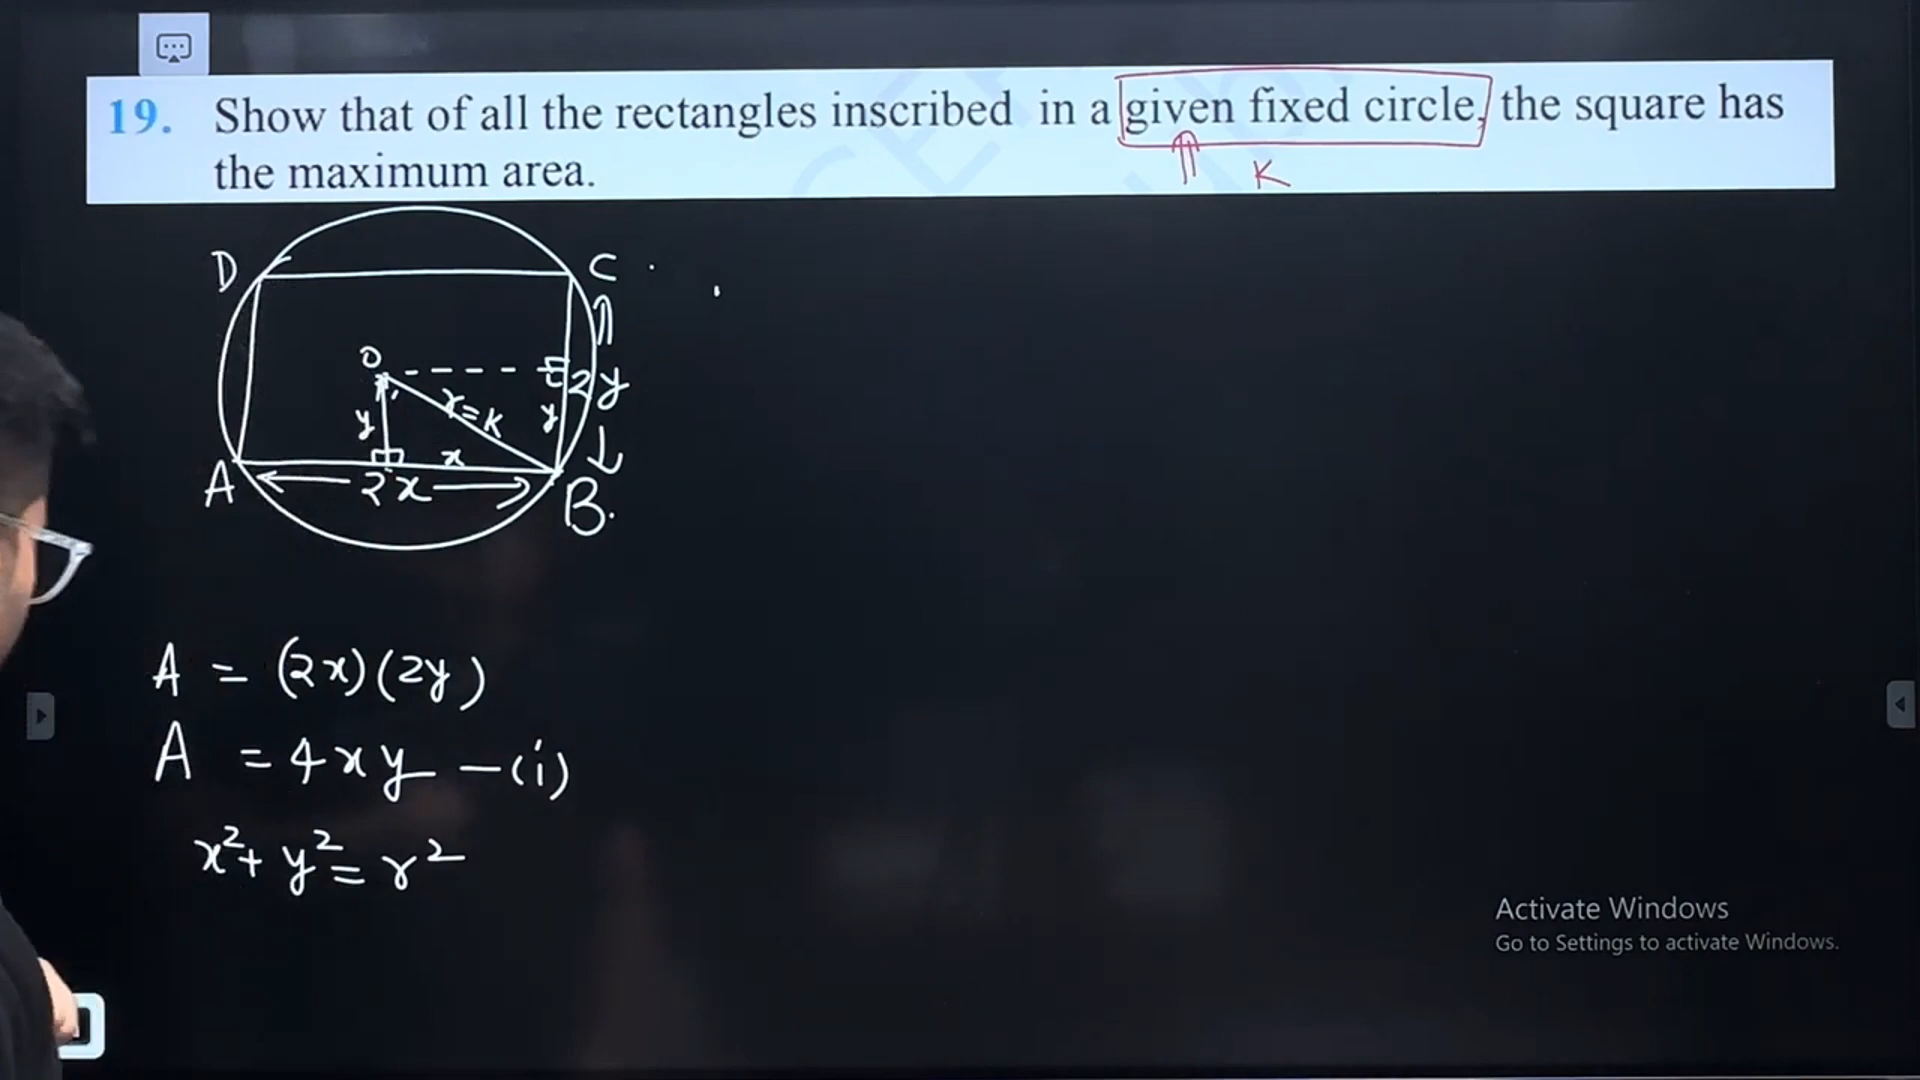 19. Show that of all the rectangles inscribed in a given fixed circle, the square has
the maximum area.
K
D
C
O
2y
r=K
y
y
x
A
2x
B.
A = (2x)(2y)
A = 4xy -(i)
x²+ y²= r²
Activate Windows
Go to Settings to activate Windows.